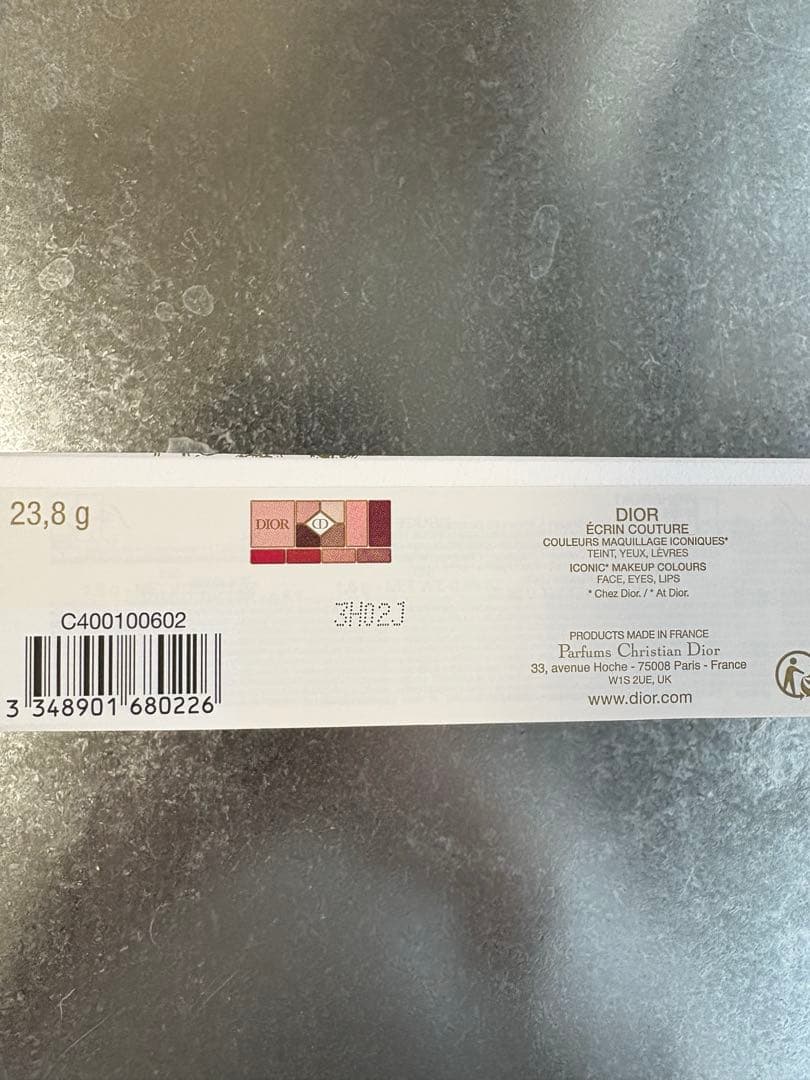 23,8 g
DIOR
3H02J
C400100602
3 348901 680226
DIOR
ÉCRIN COUTURE
COULEURS MAQUILLAGE ICONIQUES*
TEINT, YEUX, LÈVRES
ICONIC* MAKEUP COLOURS
FACE, EYES, LIPS
* Chez Dior. / * At Dior.
PRODUCTS MADE IN FRANCE
Parfums Christian Dior
33, avenue Hoche - 75008 Paris - France
W1S 2UE, UK
www.dior.com